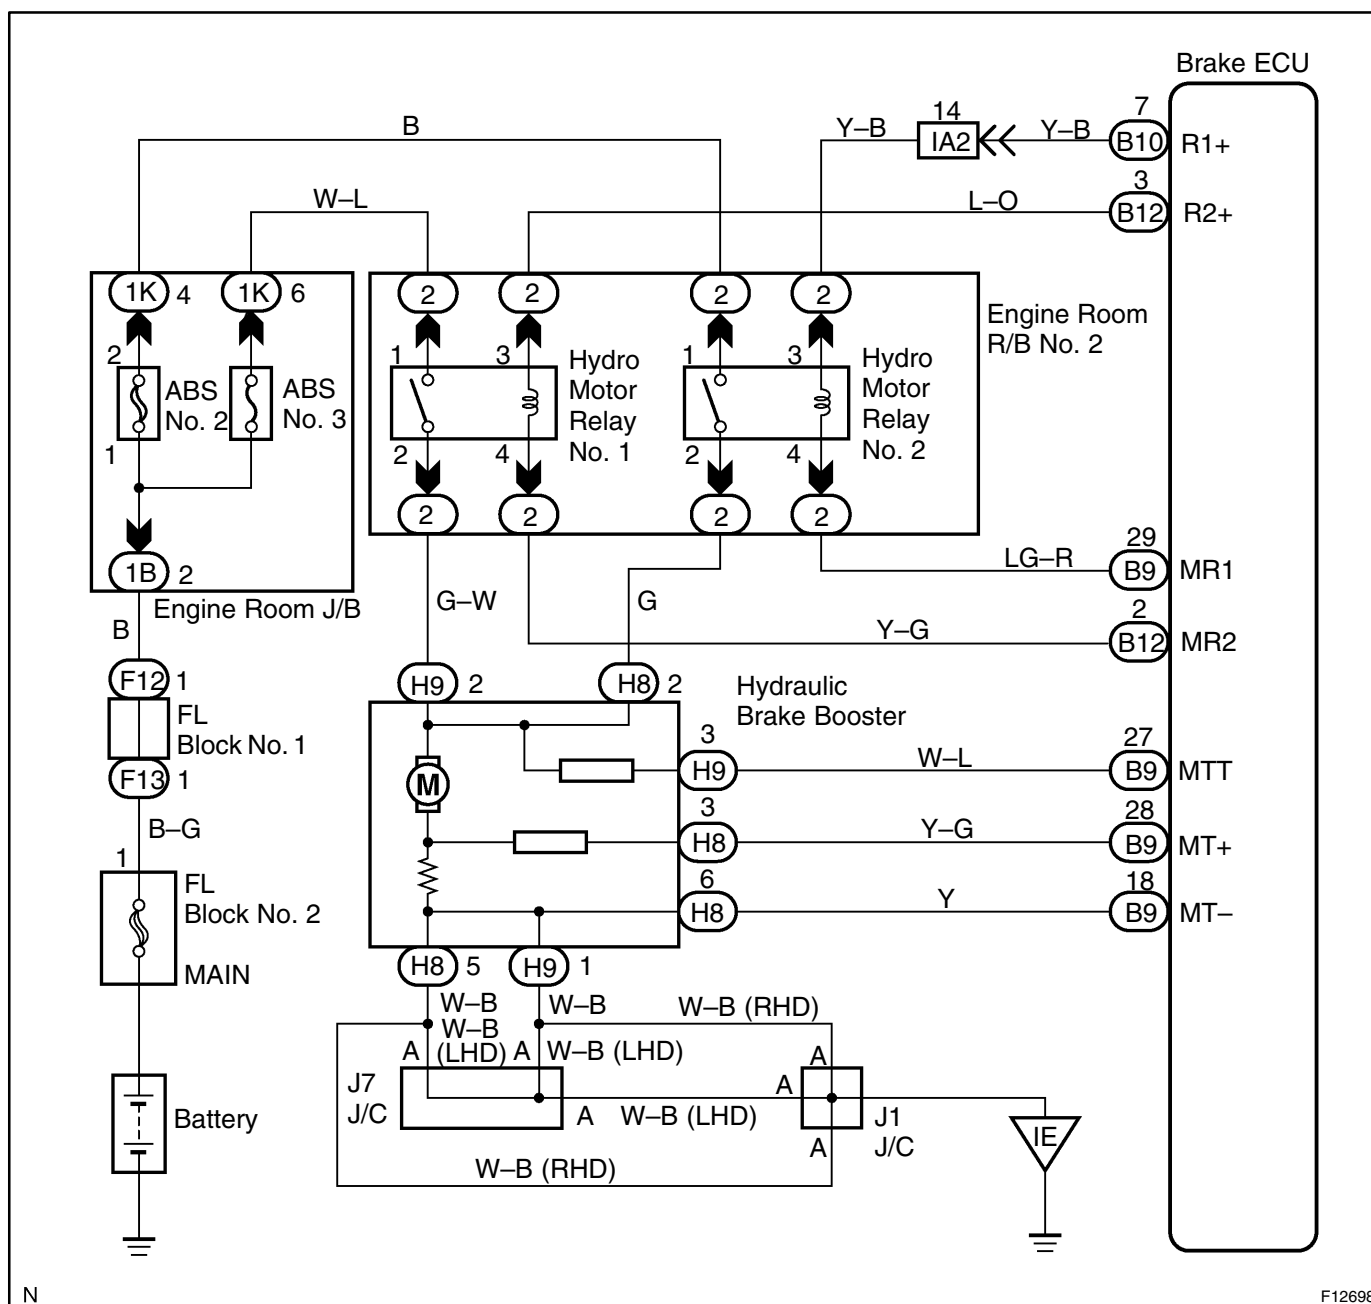 Brake ECU
B
Y–B
14
IA2
Y–B
7
B10
R1+
W–L
L–O
3
B12
R2+
1K
4
1K
6
2
2
2
2
Engine Room
R/B No. 2
2
1
ABS
No. 2
ABS
No. 3
1
3
2
4
Hydro
Motor
Relay
No. 1
1
3
2
4
Hydro
Motor
Relay
No. 2
2
2
2
2
1B
2
Engine Room J/B
LG–R
29
B9
MR1
B
G–W
G
Y–G
2
B12
MR2
F12
1
FL
Block No. 1
F13
1
H9
2
H8
2
Hydraulic
Brake Booster
M
3
H9
W–L
27
B9
MTT
B–G
3
H8
Y–G
28
B9
MT+
1
FL
Block No. 2
MAIN
6
H8
Y
18
B9
MT–
H8
5
H9
1
W–B
W–B
(LHD)
W–B
W–B (RHD)
A
A
W–B (LHD)
A
J7
J/C
A
W–B (LHD)
A
J1
J/C
A
W–B (RHD)
IE
Battery
N
F12698